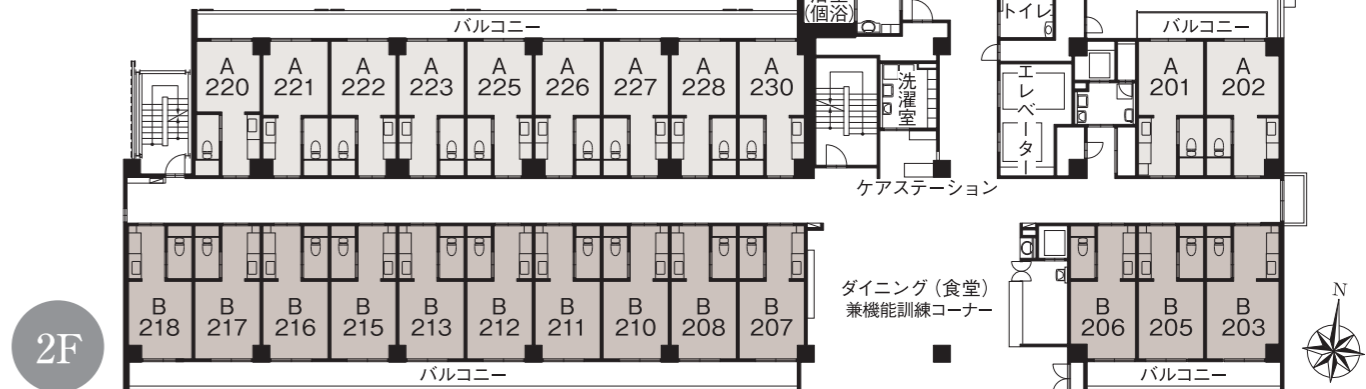 浴室
(個浴)
トイレ
バルコニー
バルコニー
A
220
A
221
A
222
A
223
A
225
A
226
A
227
A
228
A
230
洗濯室
エレベーター
A
201
A
202
ケアステーション
B
218
B
217
B
216
B
215
B
213
B
212
B
211
B
210
B
208
B
207
ダイニング(食堂)
兼機能訓練コーナー
B
206
B
205
B
203
N
2F
バルコニー
バルコニー